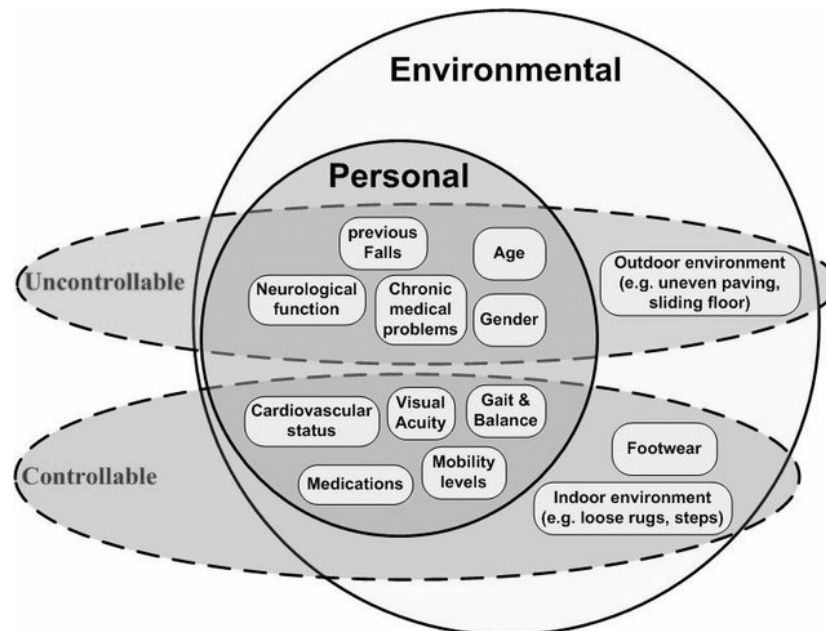 Environmental
Personal
Uncontrollable
previous
Falls
Age
Neurological
function
Chronic
medical
problems
Gender
Outdoor environment
(e.g. uneven paving,
sliding floor)
Controllable
Cardiovascular
status
Visual
Acuity
Gait &
Balance
Medications
Mobility
levels
Footwear
Indoor environment
(e.g. loose rugs, steps)